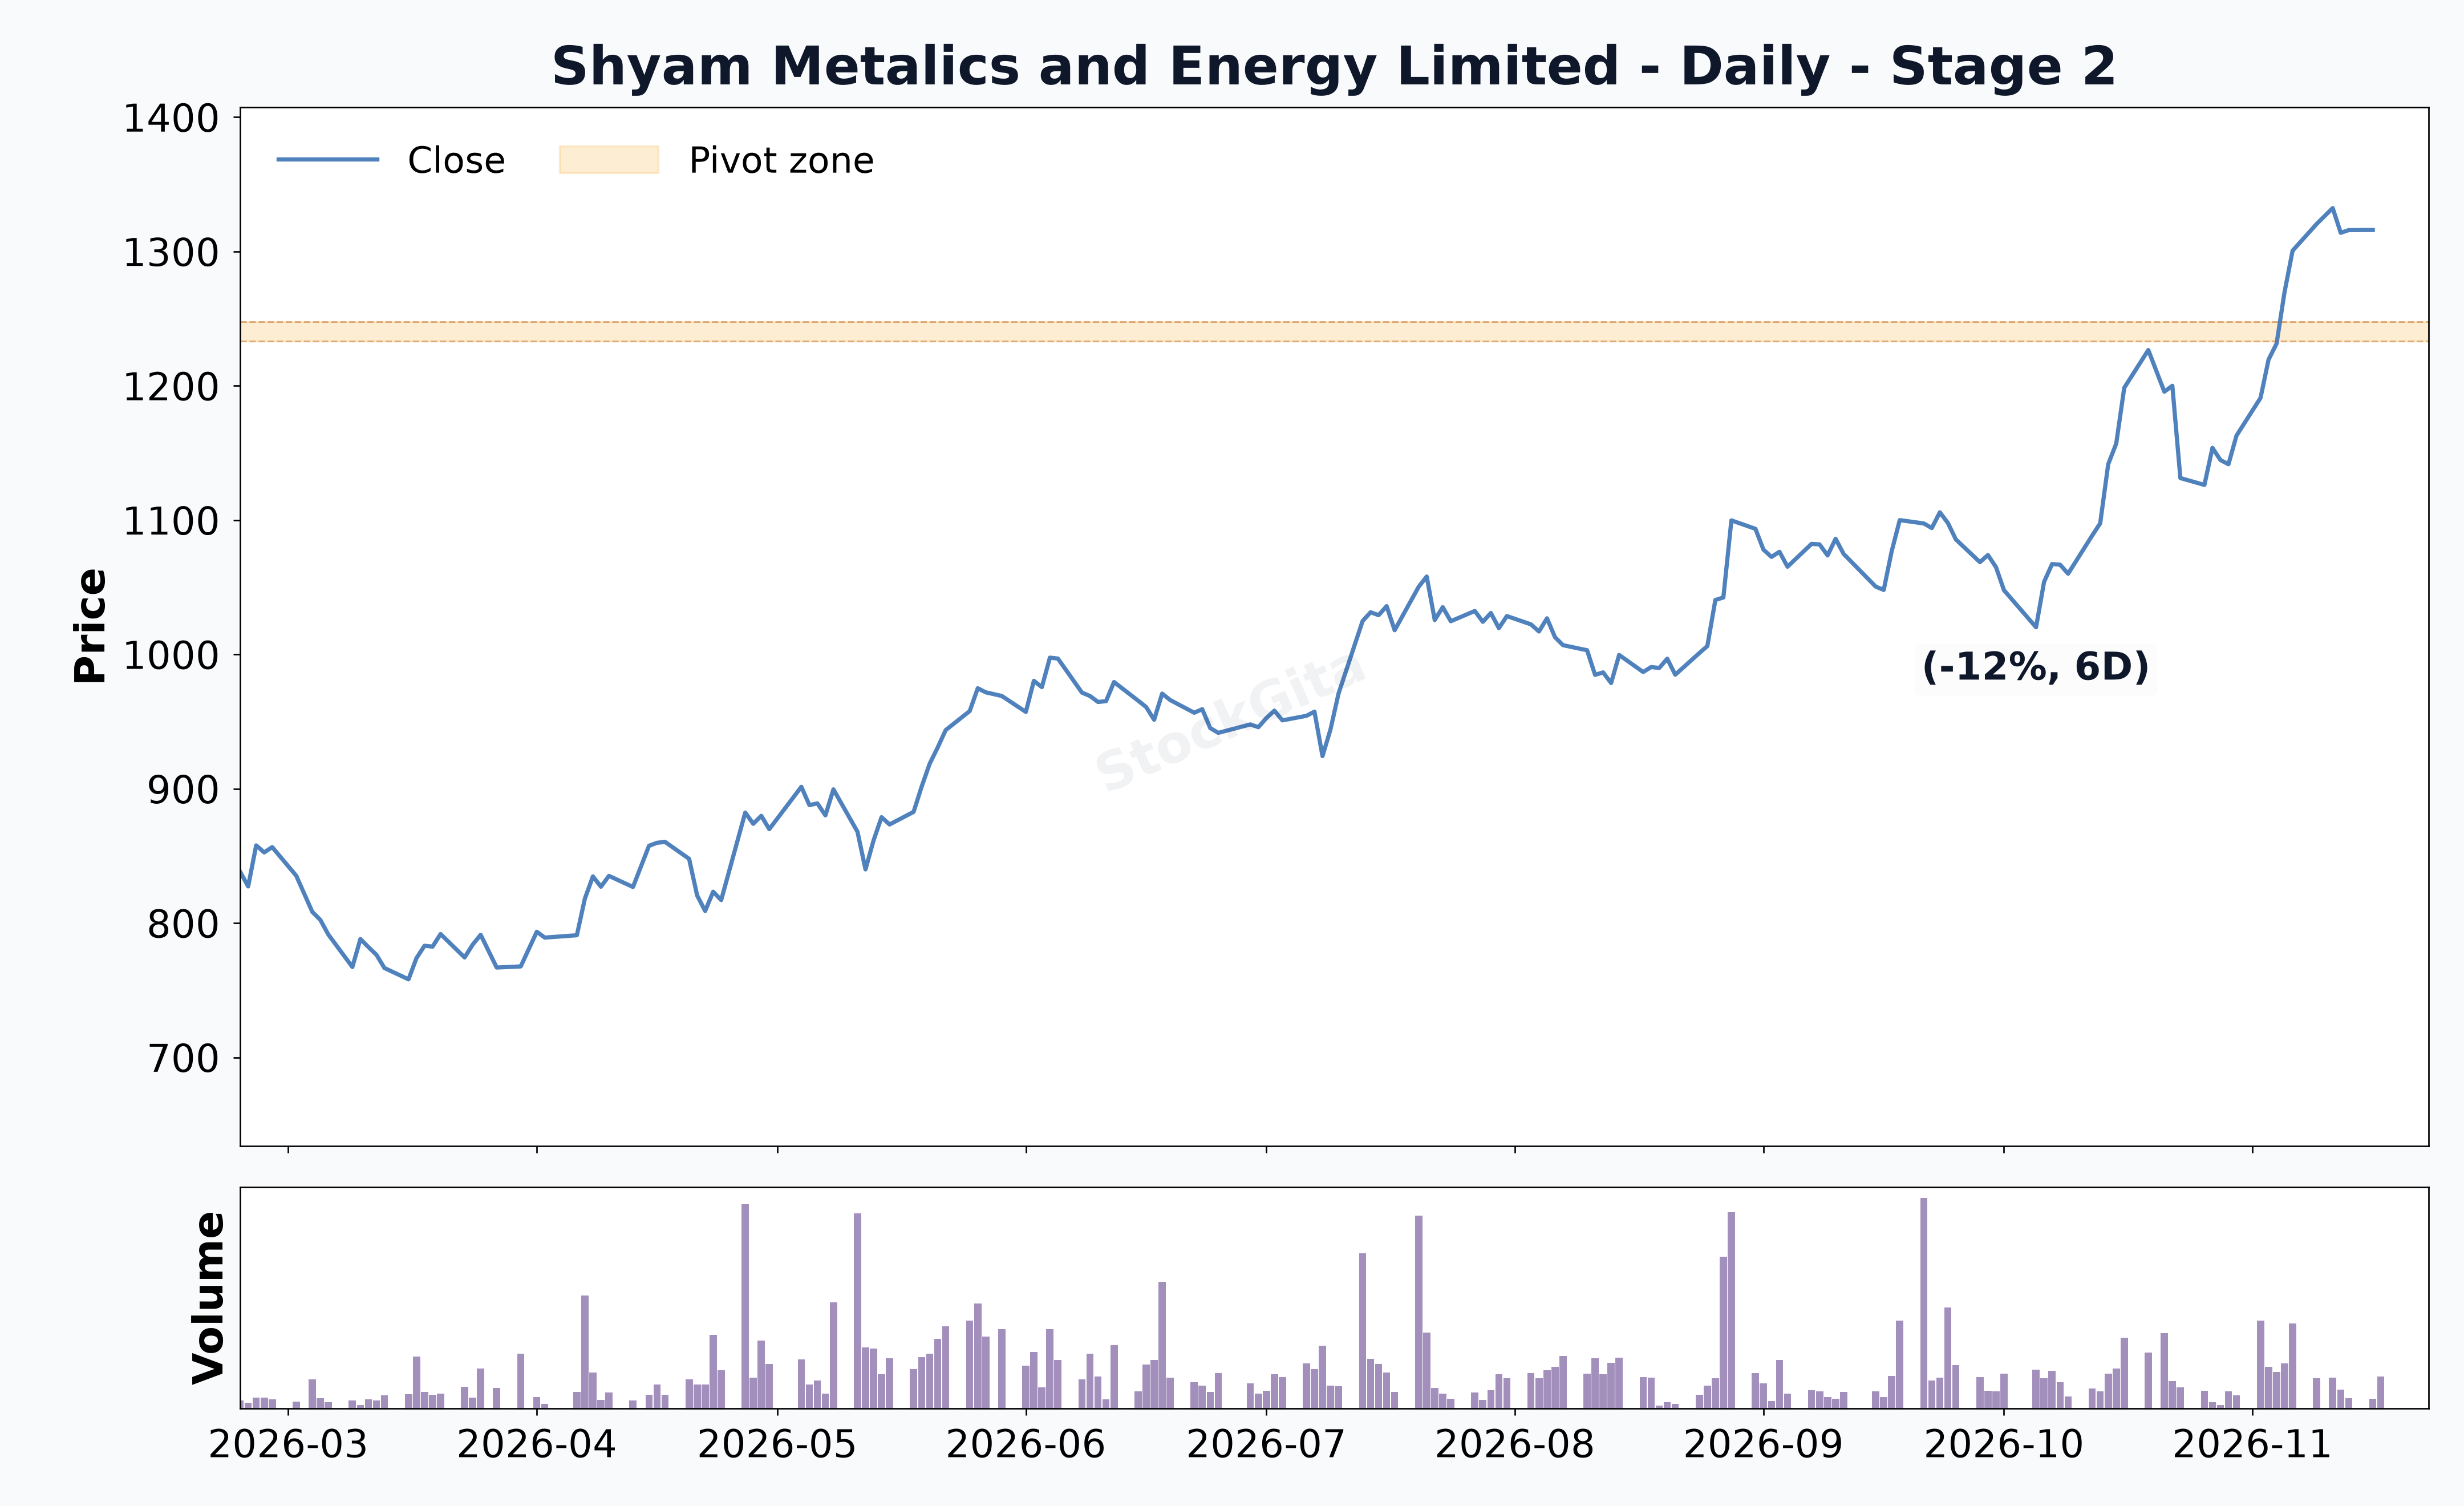 Shyam Metalics and Energy Limited - Daily - Stage 2
Close
Pivot zone
Price
1400
1300
1200
1100
1000
900
800
700
(-12%, 6D)
StockGita
Volume
2026-03
2026-04
2026-05
2026-06
2026-07
2026-08
2026-09
2026-10
2026-11